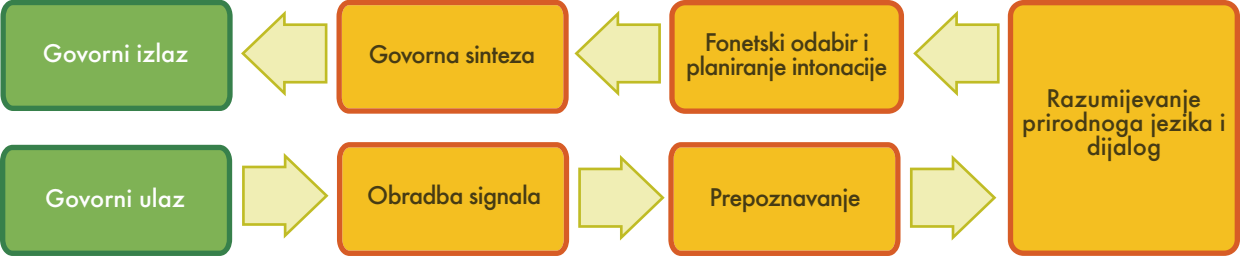 Govorni izlaz
Govorna sinteza
Fonetski odabir i
planiranje intonacije
Razumijevanje
prirodnoga jezika i
dijalog
Govorni ulaz
Obradba signala
Prepoznavanje